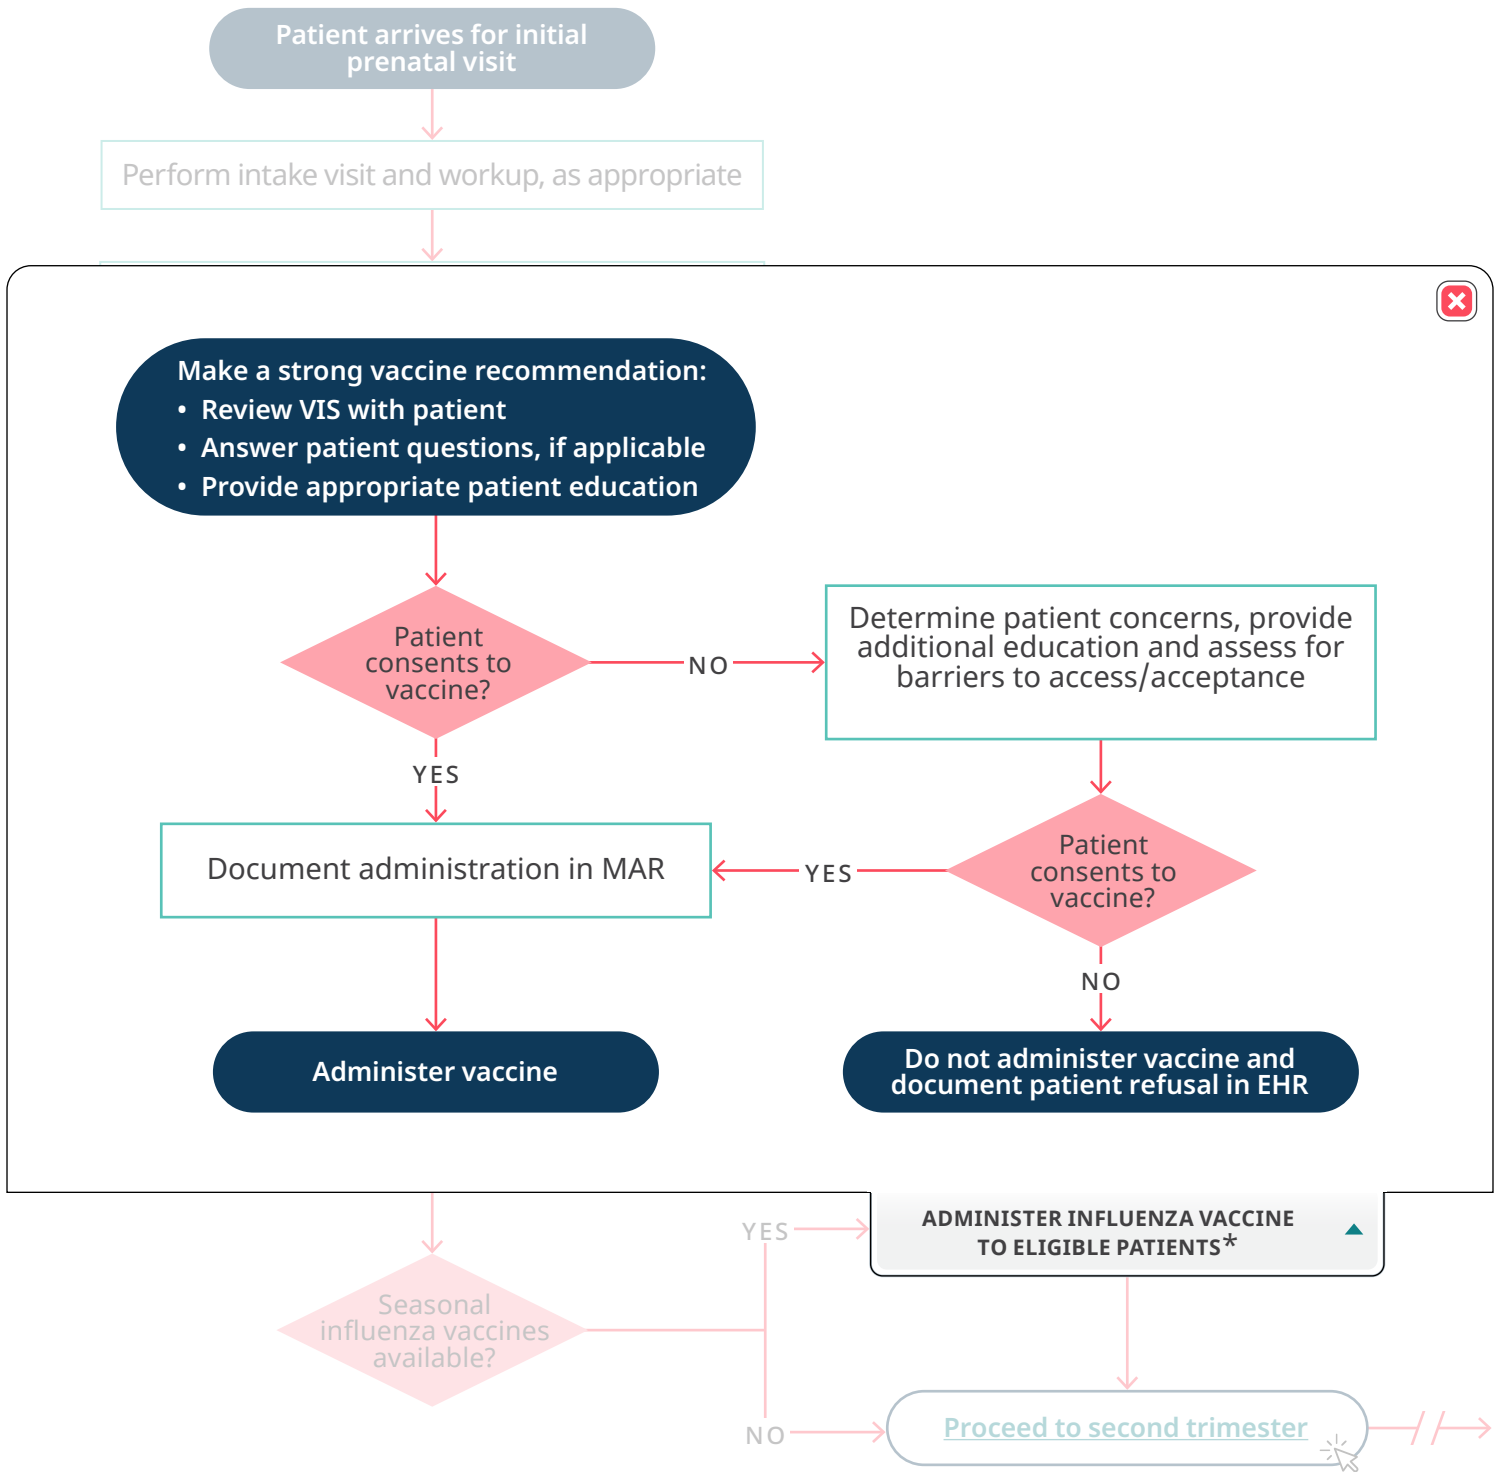 Patient arrives for initial
prenatal visit
Perform intake visit and workup, as appropriate
Make a strong vaccine recommendation:
• Review VIS with patient
• Answer patient questions, if applicable
• Provide appropriate patient education
Patient
consents to
vaccine?
NO
Determine patient concerns, provide
additional education and assess for
barriers to access/acceptance
YES
Document administration in MAR
YES
Patient
consents to
vaccine?
NO
Administer vaccine
Do not administer vaccine and
document patient refusal in EHR
YES
ADMINISTER INFLUENZA VACCINE
TO ELIGIBLE PATIENTS*
Seasonal
influenza vaccines
available?
NO
Proceed to second trimester